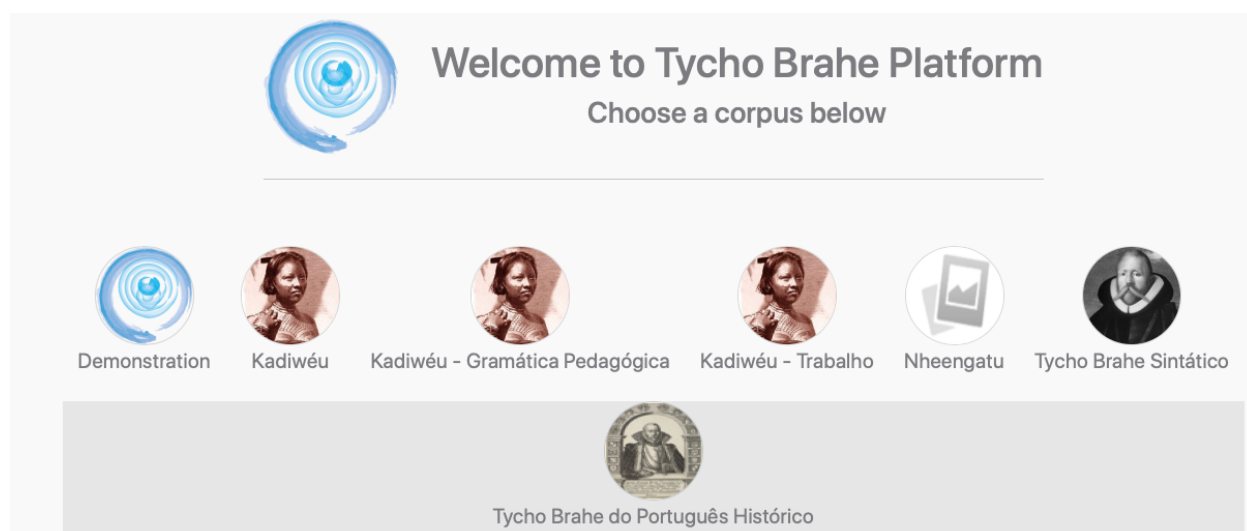 Welcome to Tycho Brahe Platform
Choose a corpus below
Demonstration
Kadiwéu
Kadiwéu - Gramática Pedagógica
Kadiwéu - Trabalho
Nheengatu
Tycho Brahe Sintático
Tycho Brahe do Português Histórico